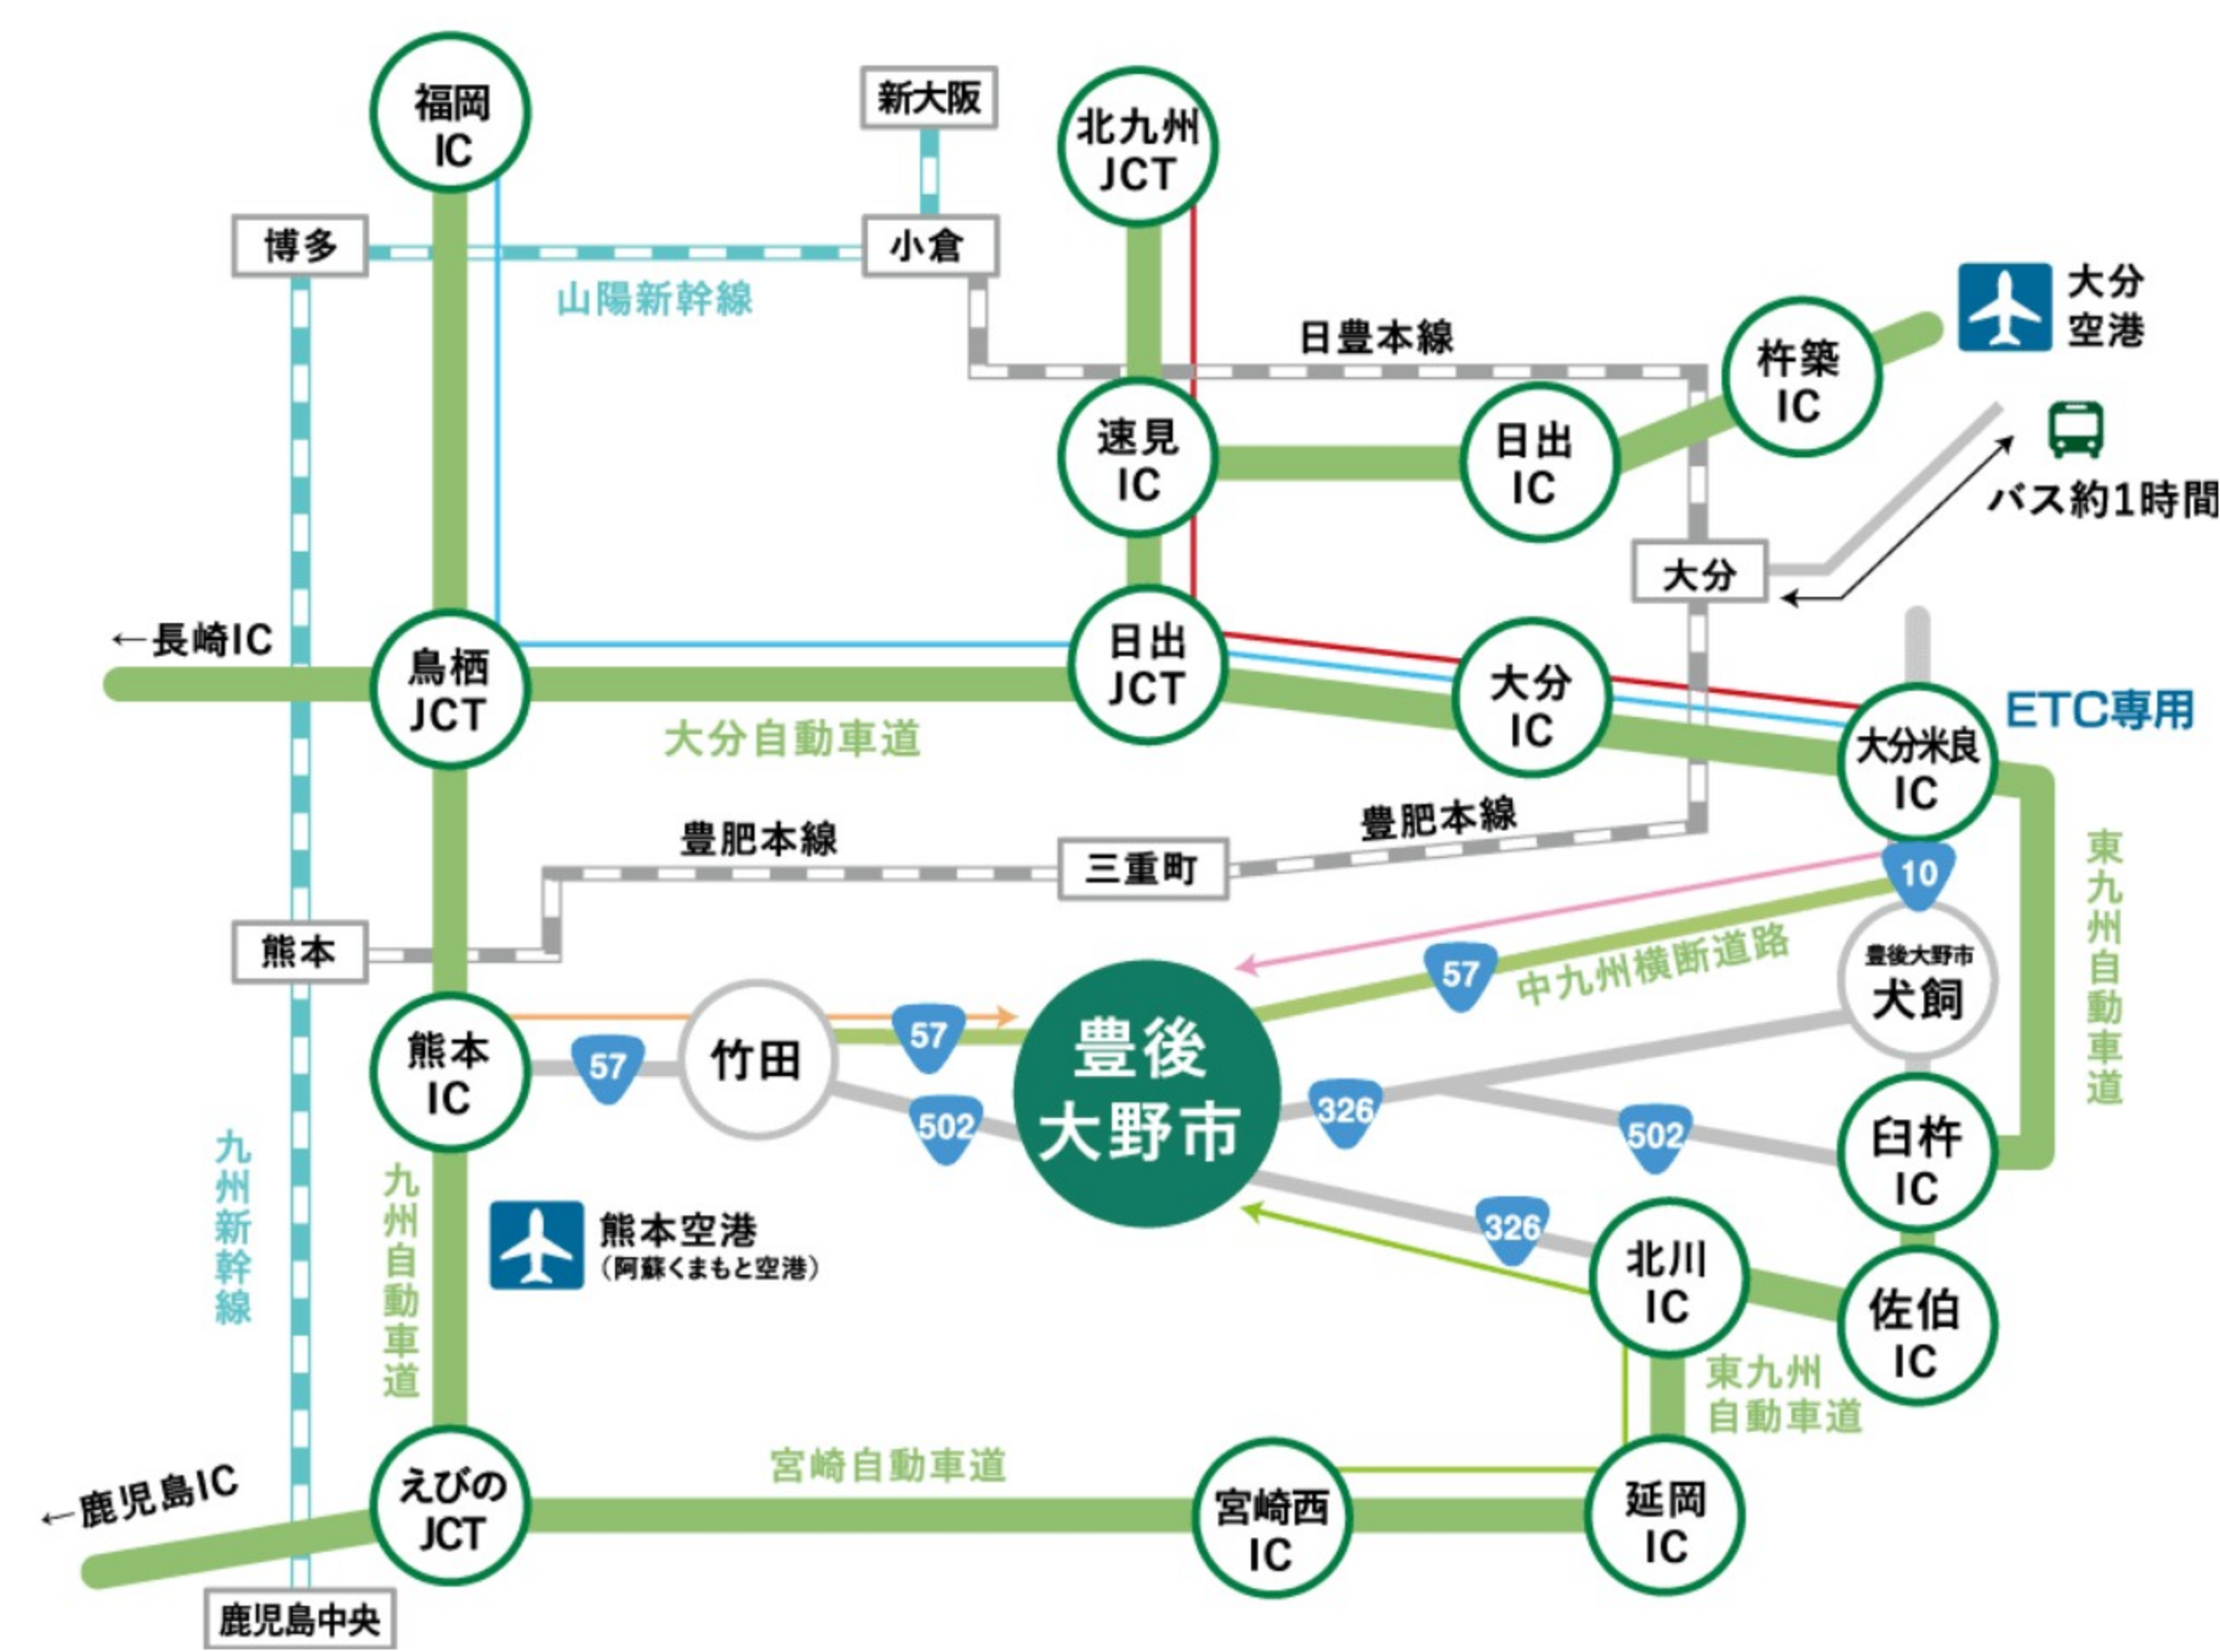 福岡
IC
新大阪
北九州
JCT
博多
小倉
山陽新幹線
大分
空港
日豊本線
杵築
IC
速見
IC
日出
IC
バス約1時間
大分
←長崎IC
鳥栖
JCT
日出
JCT
大分
IC
ETC専用
大分米良
IC
大分自動車道
豊肥本線
豊肥本線
三重町
10
東九州自動車道
熊本
57
中九州横断道路
豊後大野市
犬飼
熊本
IC
57
竹田
57
502
豊後
大野市
326
502
臼杵
IC
九州新幹線
九州自動車道
熊本空港
(阿蘇くまもと空港)
326
北川
IC
佐伯
IC
東九州
自動車道
←鹿児島IC
えびの
JCT
宮崎自動車道
宮崎西
IC
延岡
IC
鹿児島中央